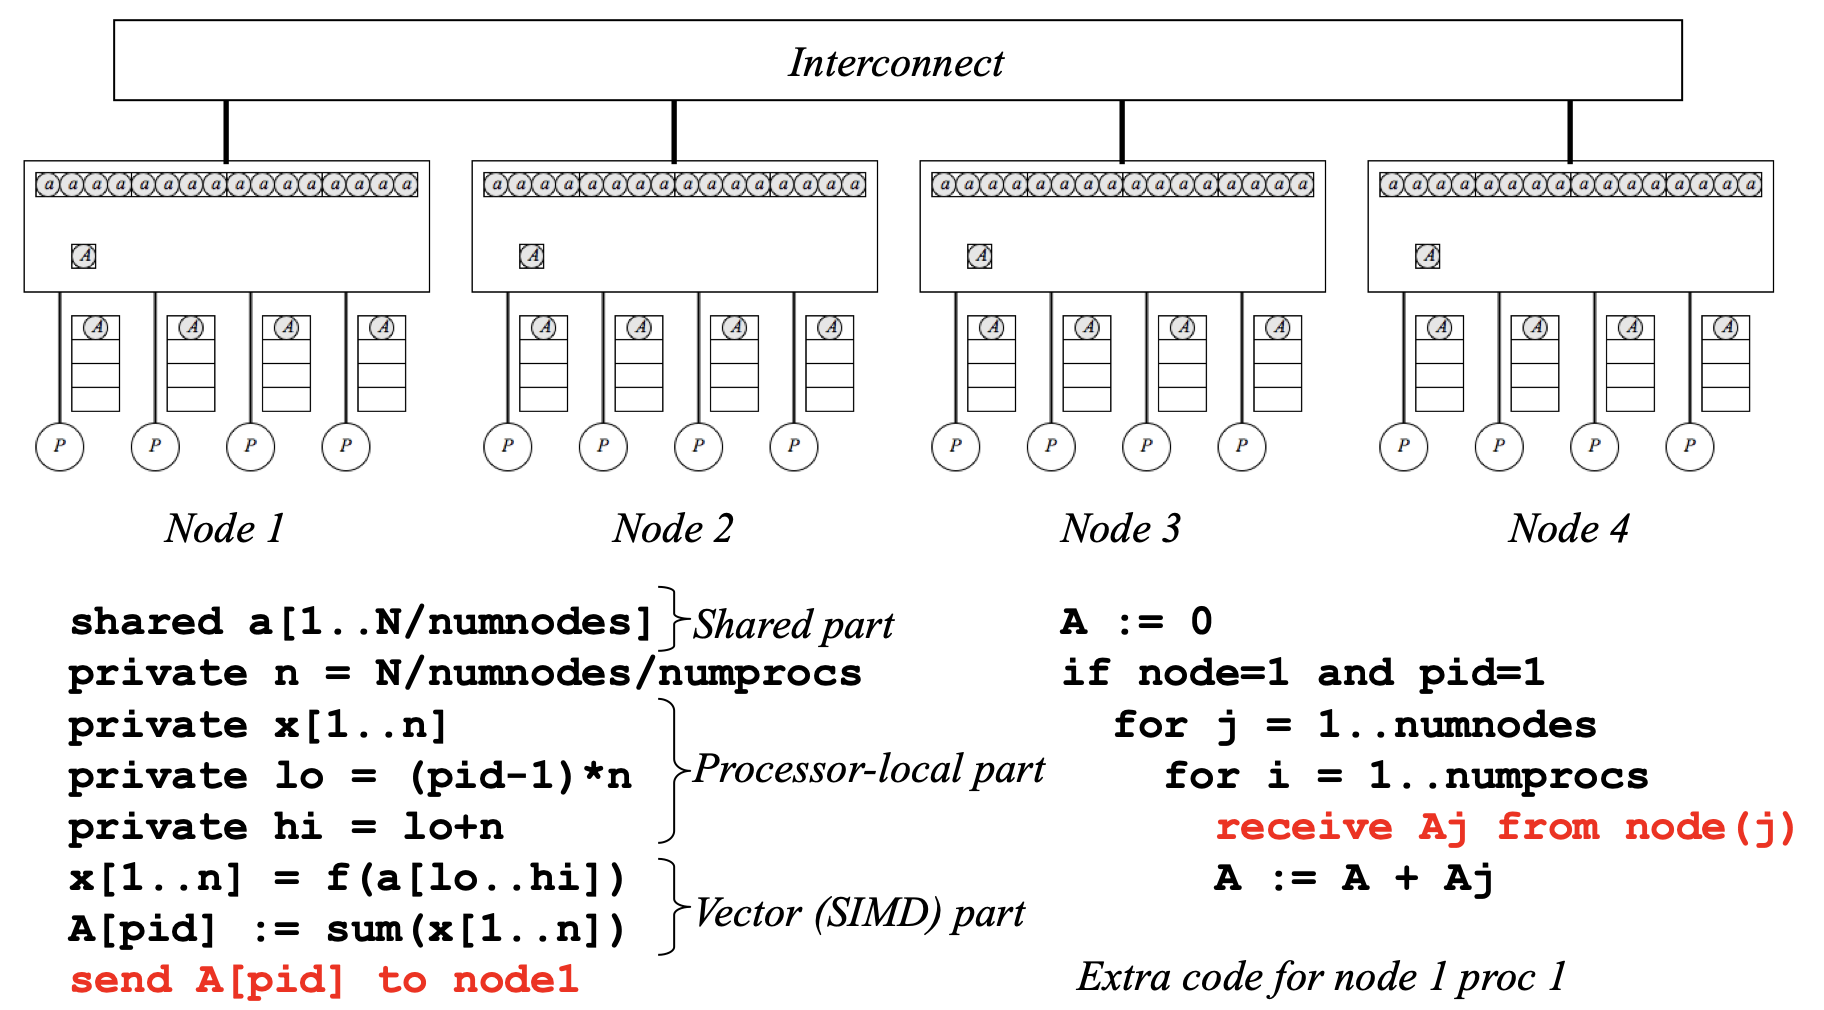 Interconnect
a a a a a a a a a a a a a a a a
a a a a a a a a a a a a a a a a
a a a a a a a a a a a a a a a a
a a a a a a a a a a a a a a a a
A
A
A
A
A A A A
A A A A
A A A A
A A A A
P P P P
P P P P
P P P P
P P P P
Node 1
Node 2
Node 3
Node 4
shared a[1..N/numnodes]
Shared part
private n = N/numnodes/numprocs
private x[1..n]
private lo = (pid-1)*n
Processor-local part
private hi = lo+n
x[1..n] = f(a[lo..hi])
A[pid] := sum(x[1..n])
Vector (SIMD) part
send A[pid] to node1
A := 0
if node=1 and pid=1
for j = 1..numnodes
for i = 1..numprocs
receive Aj from node(j)
A := A + Aj
Extra code for node 1 proc 1